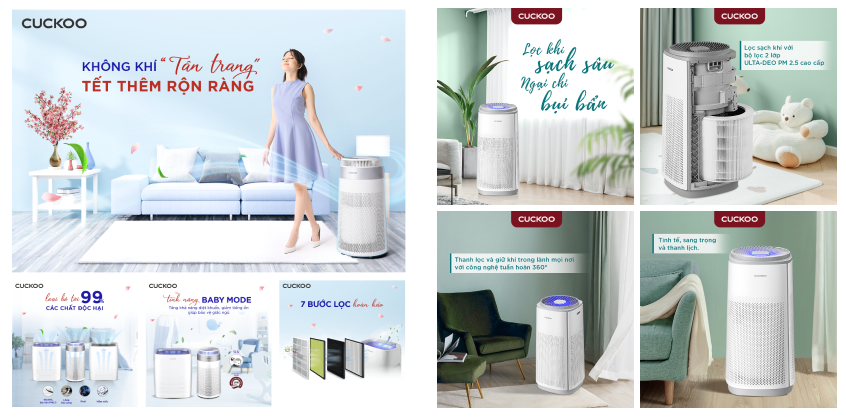 CUCKOO
KHÔNG KHÍ "Tân trang"
TẾT THÊM RỘN RÀNG
CUCKOO
loại bỏ tới 99%
CÁC CHẤT ĐỘC HẠI
CUCKOO
tính năng BABY MODE
CUCKOO
7 BƯỚC LỌC hoàn hảo
CUCKOO
Lọc khí
sạch sâu
Ngại chi
bụi bẩn
CUCKOO
Lọc sạch khí với
bộ lọc 2 lớp
ULTA-DEO PM 2.5 cao cấp
CUCKOO
Thanh lọc và giữ khí trong lành mọi nơi
với công nghệ tuần hoàn 360°
CUCKOO
Tinh tế, sang trọng
và thanh lịch.